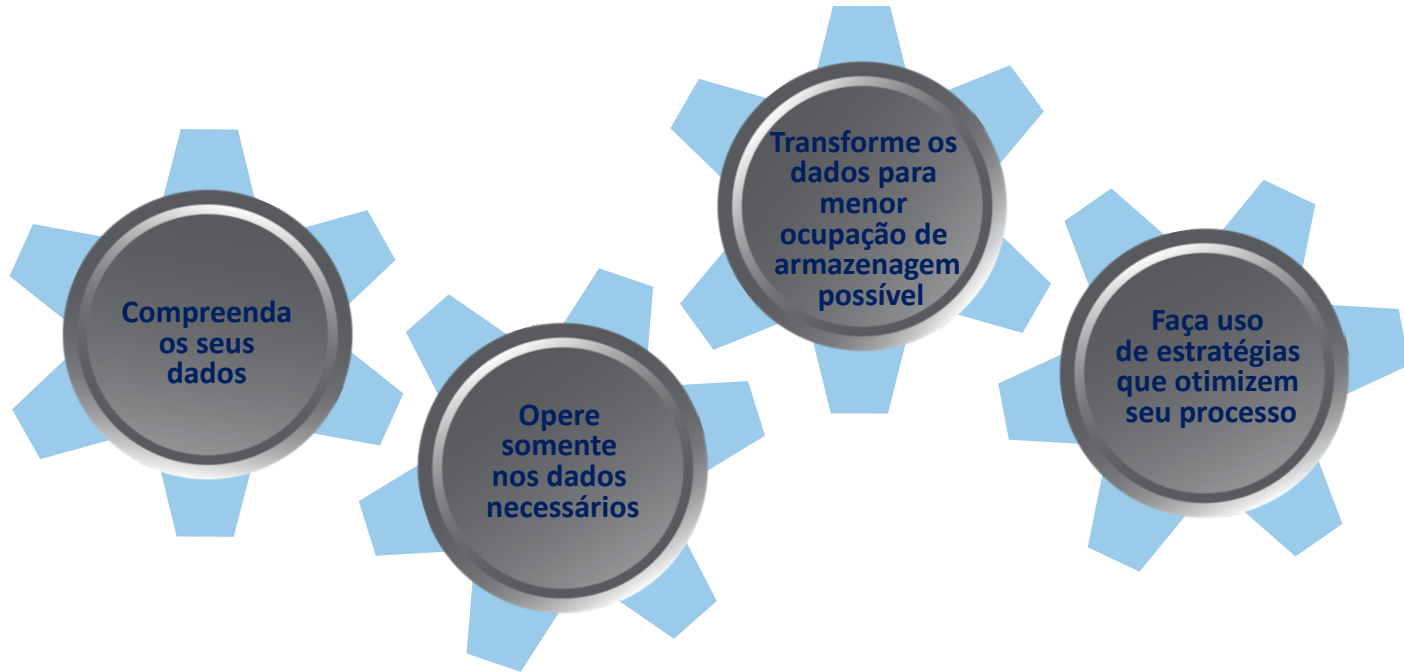 Compreenda
os seus
dados
Opere
somente
nos dados
necessários
Transforme os
dados para
menor
ocupação de
armazenagem
possível
Faça uso
de estratégias
que otimizem
seu processo